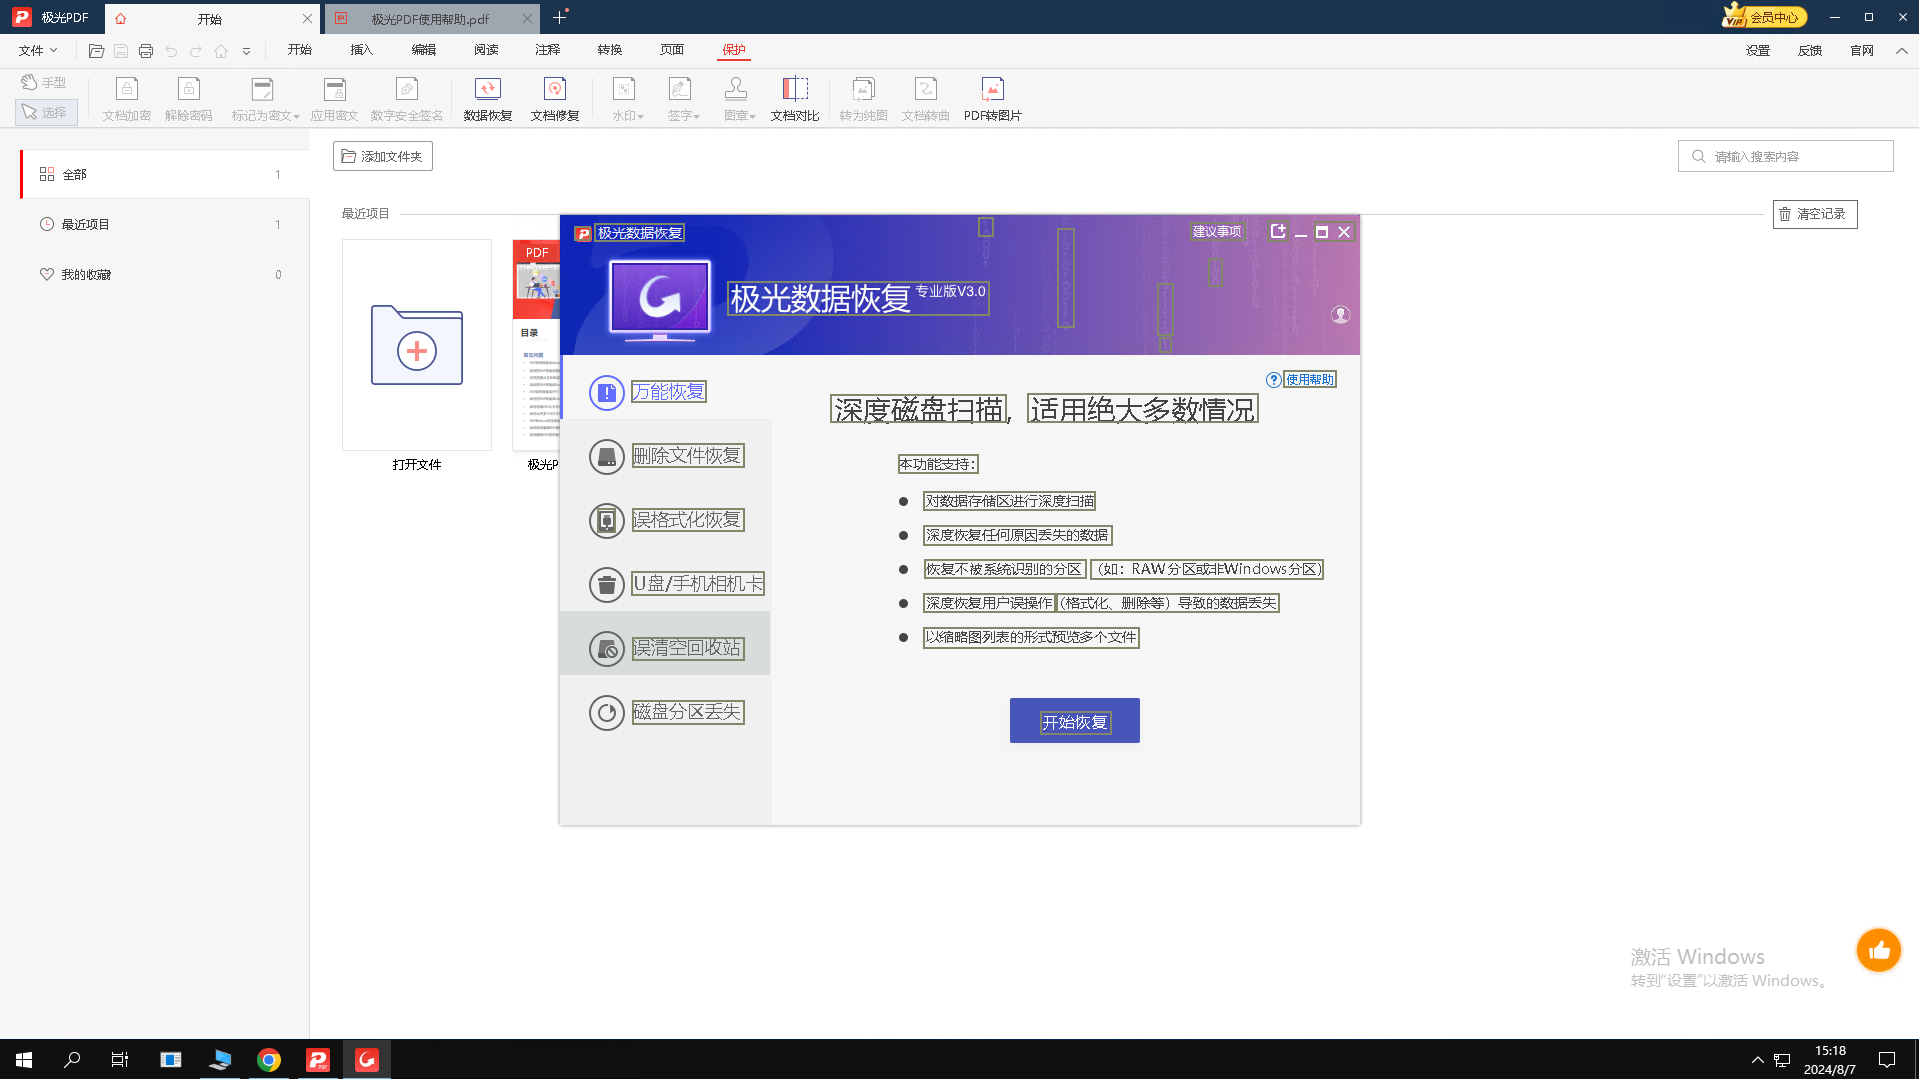 极光PDF
开始
极光PDF使用帮助.pdf
VIP 会员中心
文件
开始 插入 编辑 阅读 注释 转换 页面 保护
设置 反馈 官网
手型
选择
文档加密 解除密码 标记为密文 应用密文 数字安全签名 数据恢复 文档修复 水印 签字 图章 文档对比 转为纯图 文档转曲 PDF转图片
全部 1
最近项目 1
我的收藏 0
添加文件夹
请输入搜索内容
最近项目
清空记录
打开文件
PDF
目录
常见问题
极光P
极光数据恢复
建议事项
极光数据恢复 专业版V3.0
万能恢复
删除文件恢复
误格式化恢复
U盘/手机相机卡
误清空回收站
磁盘分区丢失
使用帮助
深度磁盘扫描，适用绝大多数情况
本功能支持：
● 对数据存储区进行深度扫描
● 深度恢复任何原因丢失的数据
● 恢复不被系统识别的分区（如：RAW分区或非Windows分区）
● 深度恢复用户误操作（格式化、删除等）导致的数据丢失
● 以缩略图列表的形式预览多个文件
开始恢复
激活 Windows
转到“设置”以激活 Windows。
15:18
2024/8/7